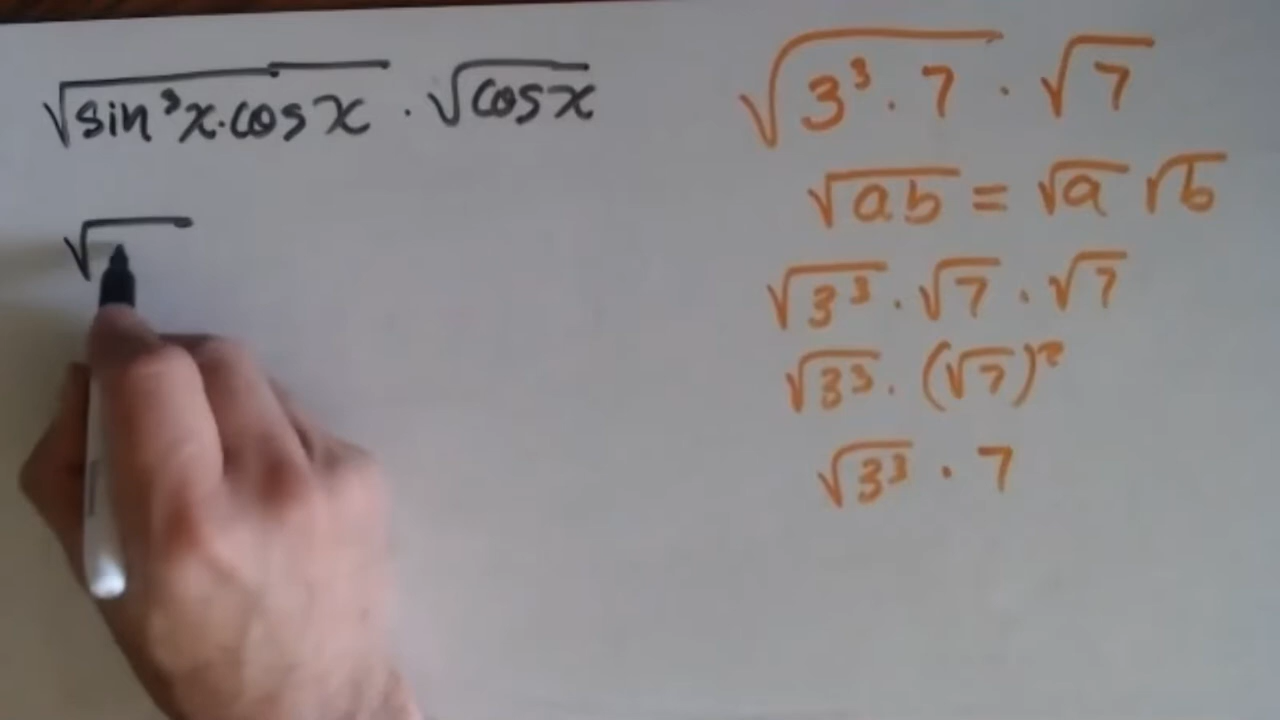 √sin³x·cosx · √cosx
√
√3³·7 · √7
√ab = √a √b
√3³ · √7 · √7
√3³ · (√7)²
√3³ · 7